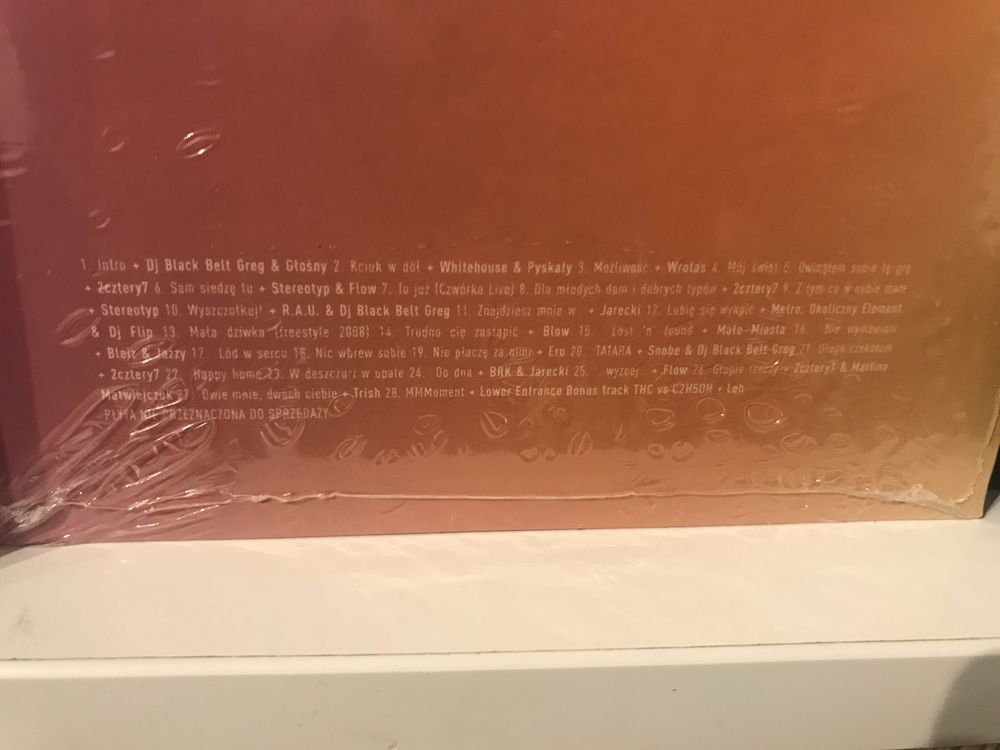 1. Intro + Dj Black Belt Greg & Głośny 2. Kciuk w dół + Whitehouse & Pyskaty 3. Możliwość + Wrotas 4. Mój świat 5. Owinąłem sobie tę grę
+ 2cztery7 6. Sam siedzę tu + Stereotyp & Flow 7. To już (Czwórka Live) 8. Dla młodych dam i dobrych typów + 2cztery7 9. Z tym co w sobie mam
+ Stereotyp 10. Wyszczotkuj! + R.A.U. & Dj Black Belt Greg 11. Znajdziesz mnie w.. + Jarecki 12. Lubię się wykpić + Metro, Okoliczny Element
& Dj Flip 13. Mała dziwka (freestyle 2008) 14. Trudno cię zastąpić + Blow 15. Lost 'n' found + Małe Miasta 16. Nie wymawiam
+ Blejz & Jazzy 17. Lód w sercu 18. Nic wbrew sobie 19. Nie płaczę za nim + Ero 20. TATARA + Snobe & Dj Black Belt Greg 21. Długo czekałem
+ 2cztery7 22. Happy home 23. W deszczu i w upale 24. Do dna + BRK & Jarecki 25. ..wyżeej.. + Flow 26. Głupie rzeczy + 2cztery7 & Martina
Matwiejczuk 27. Dwie mnie, dwóch ciebie + Trish 28. MMMoment + Lower Entrance Bonus track THC vs C2H5OH + Leh
PŁYTA NIE PRZEZNACZONA DO SPRZEDAŻY